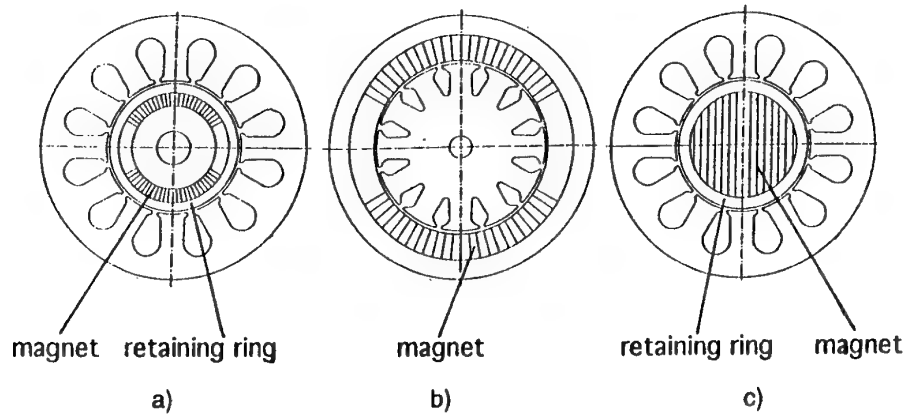 magnet retaining ring
magnet
retaining ring magnet
a)
b)
c)